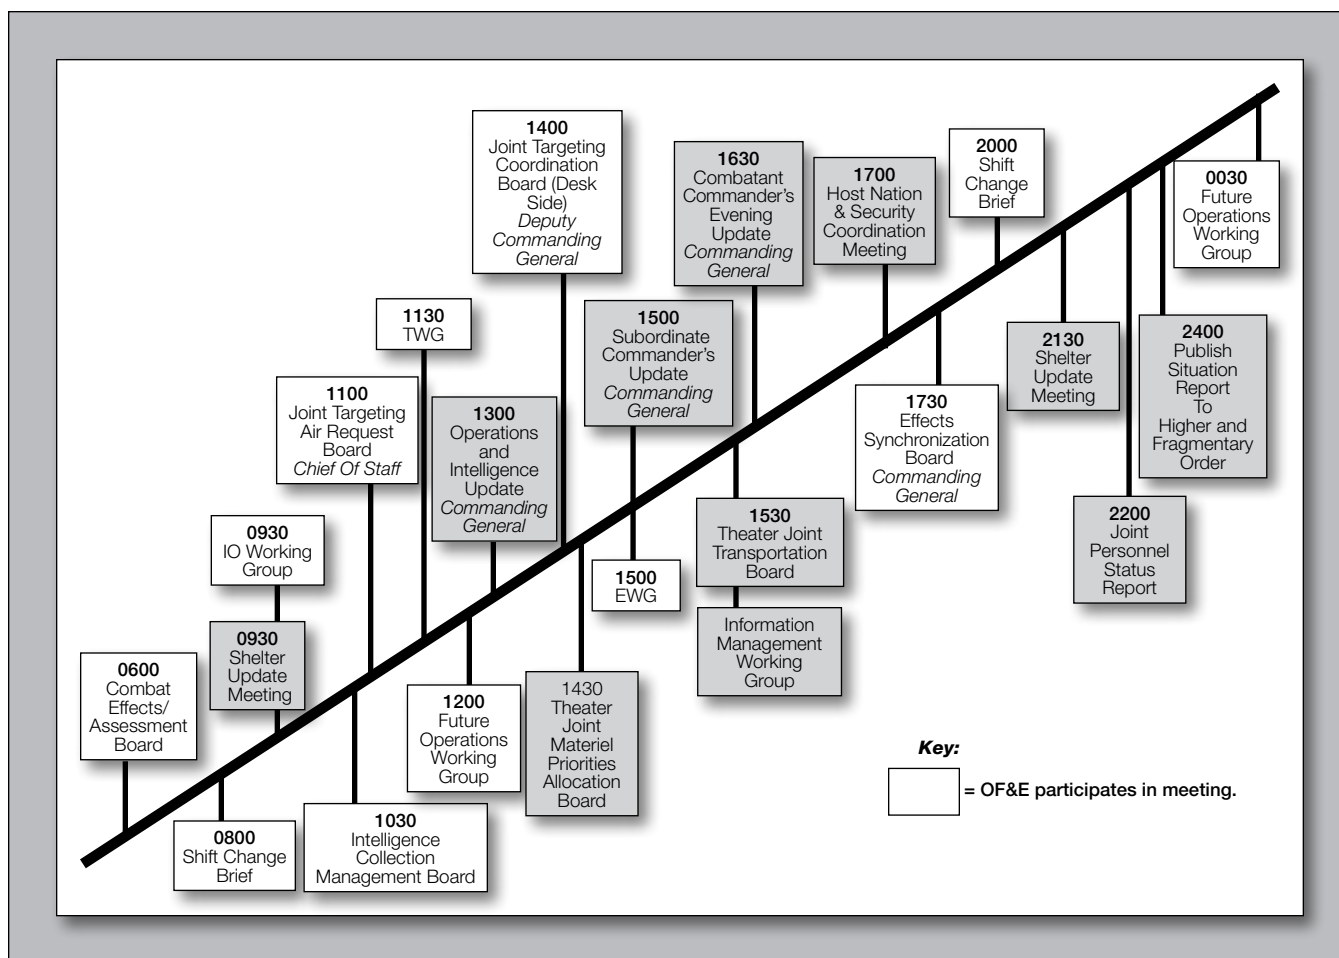 0600
Combat
Effects/
Assessment
Board
0800
Shift Change
Brief
0930
IO Working
Group
0930
Shelter
Update
Meeting
1030
Intelligence
Collection
Management Board
1100
Joint Targeting
Air Request
Board
Chief Of Staff
1130
TWG
1200
Future
Operations
Working
Group
1300
Operations
and
Intelligence
Update
Commanding
General
1400
Joint Targeting
Coordination
Board (Desk
Side)
Deputy
Commanding
General
1430
Theater
Joint
Materiel
Priorities
Allocation
Board
1500
Subordinate
Commander's
Update
Commanding
General
1500
EWG
1530
Theater Joint
Transportation
Board
Information
Management
Working
Group
1630
Combatant
Commander's
Evening
Update
Commanding
General
1700
Host Nation
& Security
Coordination
Meeting
1730
Effects
Synchronization
Board
Commanding
General
2000
Shift
Change
Brief
2130
Shelter
Update
Meeting
2200
Joint
Personnel
Status
Report
2400
Publish
Situation
Report
To
Higher and
Fragmentary
Order
0030
Future
Operations
Working
Group
Key:
= OF&E participates in meeting.